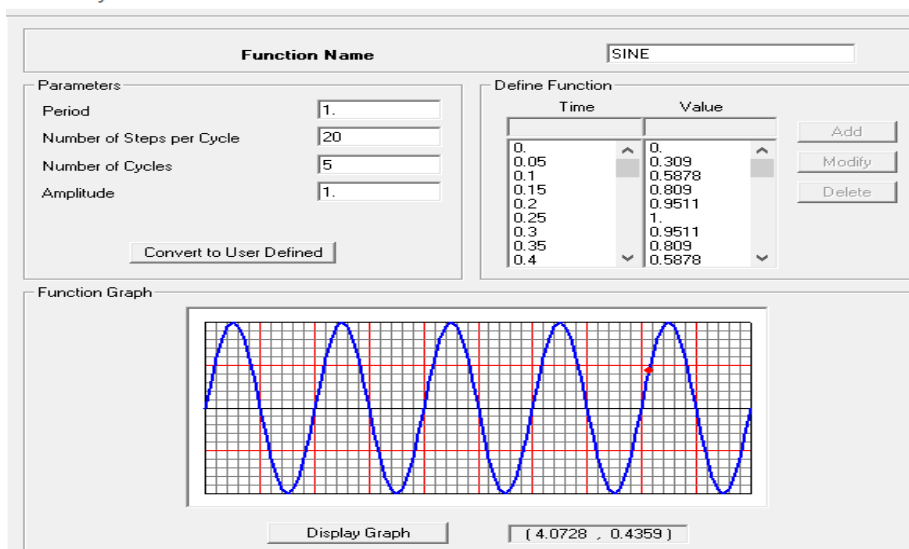 Function Name SINE
Parameters
Period 1.
Number of Steps per Cycle 20
Number of Cycles 5
Amplitude 1.
Convert to User Defined
Define Function
Time Value
0. 0.
0.05 0.309
0.1 0.5878
0.15 0.809
0.2 0.9511
0.25 1.
0.3 0.9511
0.35 0.809
0.4 0.5878
Add
Modify
Delete
Function Graph
Display Graph
( 4.0728 , 0.4359 )